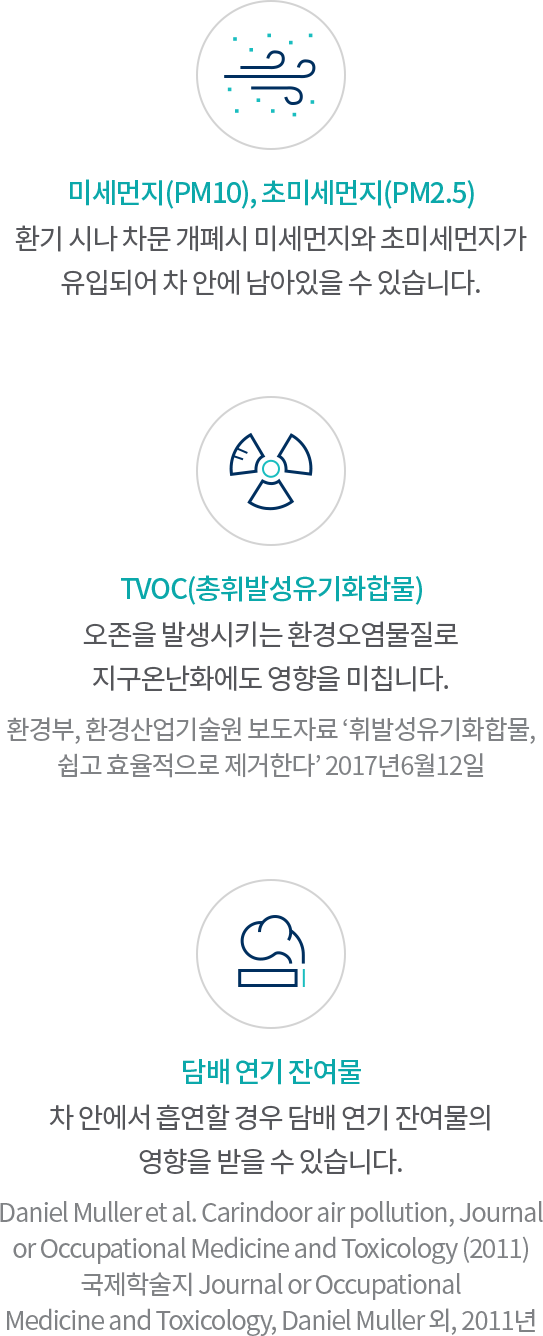 미세먼지(PM10), 초미세먼지(PM2.5)
환기 시나 차문 개폐시 미세먼지와 초미세먼지가
유입되어 차 안에 남아있을 수 있습니다.
TVOC(총휘발성유기화합물)
오존을 발생시키는 환경오염물질로
지구온난화에도 영향을 미칩니다.
환경부, 환경산업기술원 보도자료 ‘휘발성유기화합물,
쉽고 효율적으로 제거한다’ 2017년6월12일
담배 연기 잔여물
차 안에서 흡연할 경우 담배 연기 잔여물의
영향을 받을 수 있습니다.
Daniel Muller et al. Carindoor air pollution, Journal
or Occupational Medicine and Toxicology (2011)
국제학술지 Journal or Occupational
Medicine and Toxicology, Daniel Muller 외, 2011년